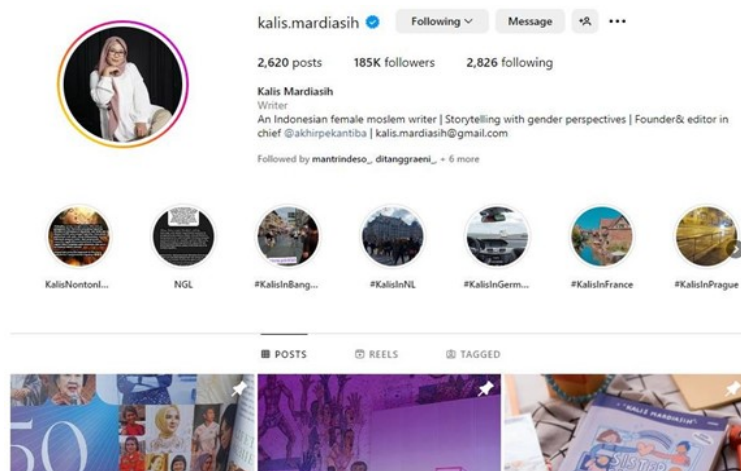 kalis.mardiasih
Following
Message
2,620 posts 185K followers 2,826 following
Kalis Mardiasih
Writer
An Indonesian female moslem writer | Storytelling with gender perspectives | Founder& editor in
chief @akhirpekantiba | kalis.mardiasih@gmail.com
Followed by mantrindeso_, ditanggraeni_, + 6 more
KalisNontonl...
NGL
#KalisInBang...
#KalisInNL
#KalisInGerm...
#KalisInFrance
#KalisInPrague
POSTS
REELS
TAGGED
50
KALIS MARDIASIH
SISTER